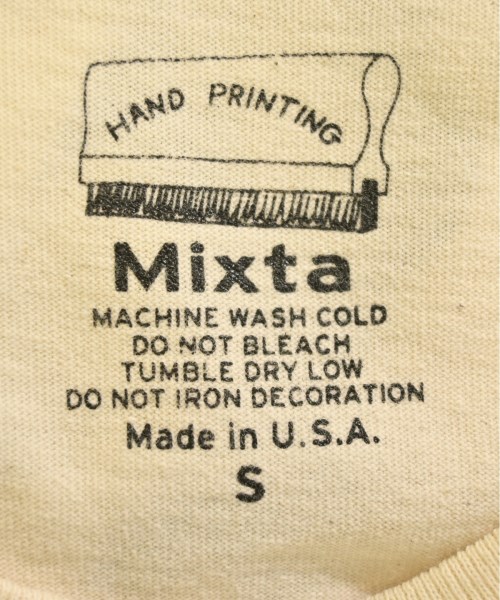 HAND PRINTING
Mixta
MACHINE WASH COLD
DO NOT BLEACH
TUMBLE DRY LOW
DO NOT IRON DECORATION
Made in U.S.A.
S